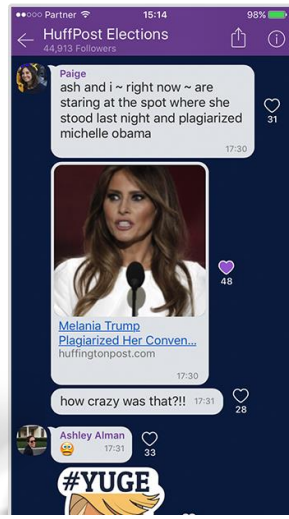 Partner 15:14 98%
HuffPost Elections
44,913 Followers
Paige
ash and i ~ right now ~ are
staring at the spot where she
stood last night and plagiarized
michelle obama
17:30
31
48
Melania Trump
Plagiarized Her Conven...
huffingtonpost.com
17:30
how crazy was that?!! 17:31
28
Ashley Alman
17:31
33
#YUGE